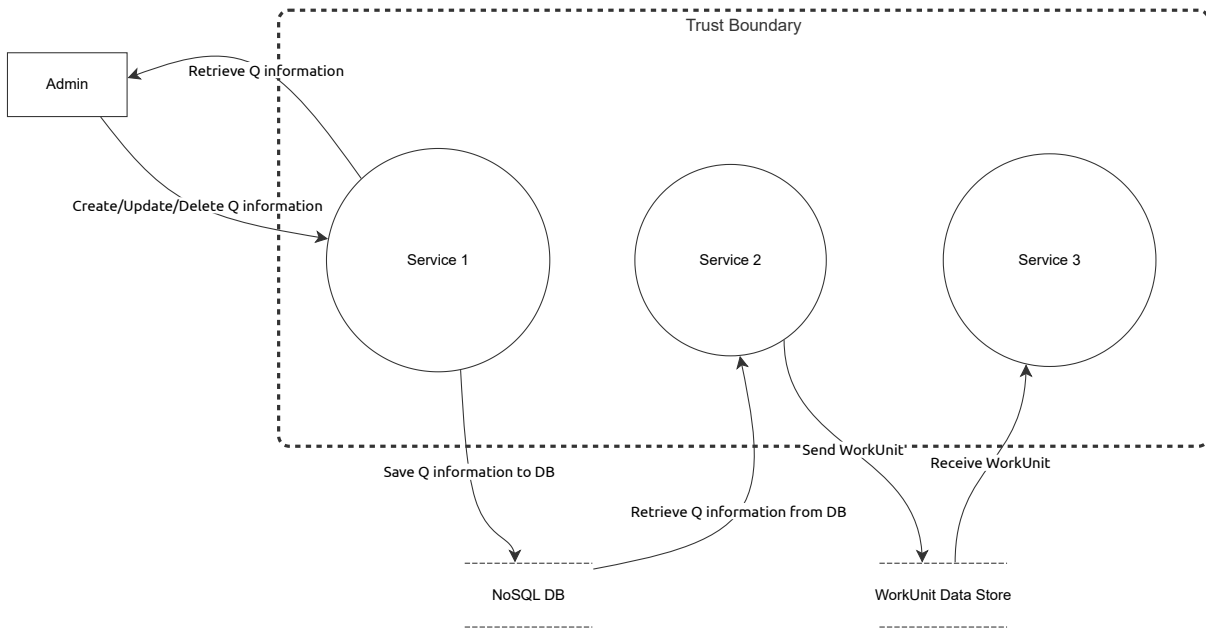 Trust Boundary
Retrieve Q information
Admin
Create/Update/Delete Q information
Service 1
Service 2
Service 3
Send WorkUnit
Receive WorkUnit
Save Q information to DB
Retrieve Q information from DB
NoSQL DB
WorkUnit Data Store